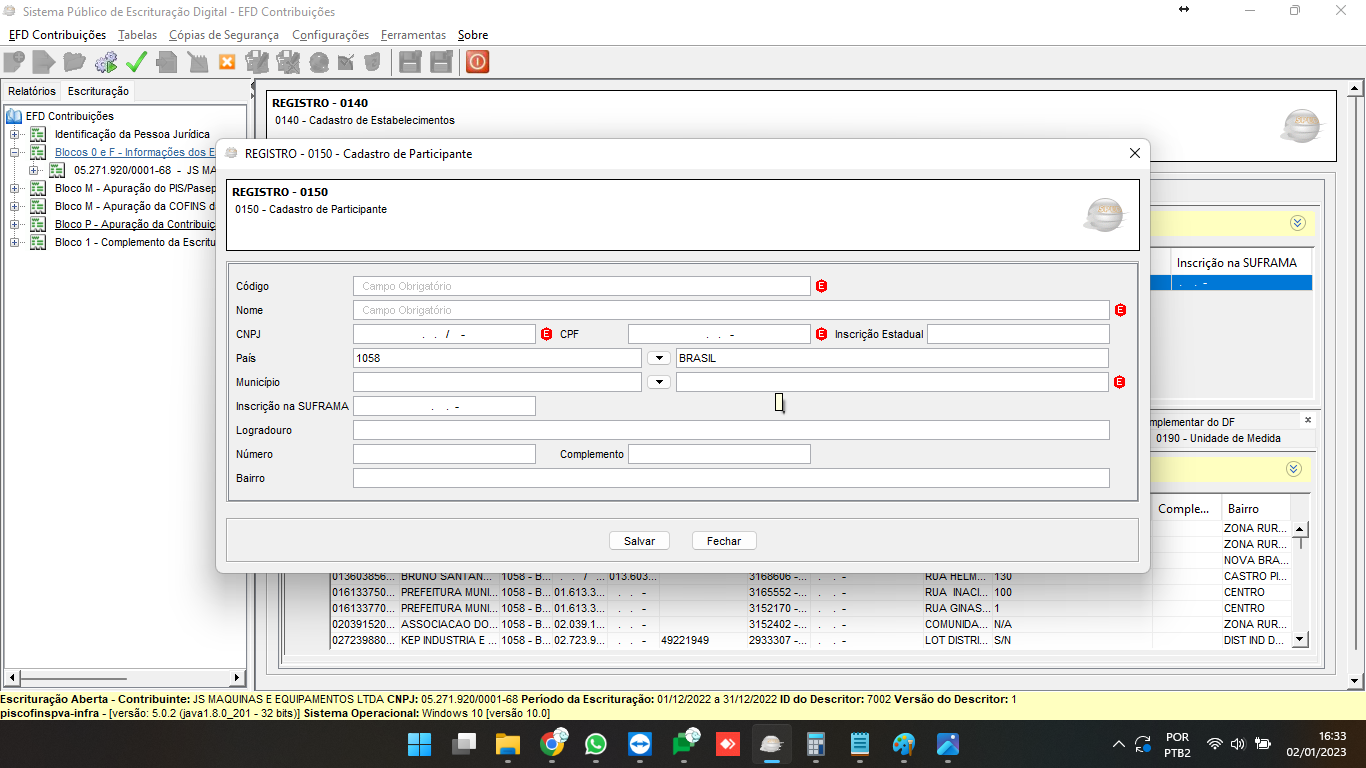 Sistema Público de Escrituração Digital - EFD Contribuições
EFD Contribuições Tabelas Cópias de Segurança Configurações Ferramentas Sobre
Relatórios Escrituração
EFD Contribuições
Identificação da Pessoa Jurídica
Blocos 0 e F - Informações dos E
05.271.920/0001-68 - JS MA
Bloco M - Apuração do PIS/Pasep
Bloco M - Apuração da COFINS d
Bloco P - Apuração da Contribuiç
Bloco 1 - Complemento da Escritu
REGISTRO - 0140
0140 - Cadastro de Estabelecimentos
REGISTRO - 0150 - Cadastro de Participante
REGISTRO - 0150
0150 - Cadastro de Participante
Código Campo Obrigatório
Nome Campo Obrigatório
CNPJ . . / - CPF . . - Inscrição Estadual
País 1058 BRASIL
Município
Inscrição na SUFRAMA . . -
Logradouro
Número Complemento
Bairro
Salvar Fechar
Inscrição na SUFRAMA
. . -
mplementar do DF
0190 - Unidade de Medida
Comple... Bairro
ZONA RUR...
ZONA RUR...
NOVA BRA...
013603856... BRUNO SANTAN... 1058 - B... . . / ... 013.603... 3168606 -... . . - RUA HELM... 130 CASTRO PI...
016133750... PREFEITURA MUNI... 1058 - B... 01.613.3... . . - 3165552 -... . . - RUA INACI... 100 CENTRO
016133770... PREFEITURA MUNI... 1058 - B... 01.613.3... . . - 3152170 -... . . - RUA GINAS... 1 CENTRO
020391520... ASSOCIACAO DO... 1058 - B... 02.039.1... . . - 3152402 -... . . - COMUNIDA... N/A ZONA RUR...
027239880... KEP INDUSTRIA E ... 1058 - B... 02.723.9... . . - 49221949 2933307 -... . . - LOT DISTRI... S/N DIST IND D...
Escrituração Aberta - Contribuinte: JS MAQUINAS E EQUIPAMENTOS LTDA CNPJ: 05.271.920/0001-68 Período da Escrituração: 01/12/2022 a 31/12/2022 ID do Descritor: 7002 Versão do Descritor: 1
piscofinspva-infra - [versão: 5.0.2 (java1.8.0_201 - 32 bits)] Sistema Operacional: Windows 10 [versão 10.0]
POR
PTB2
16:33
02/01/2023